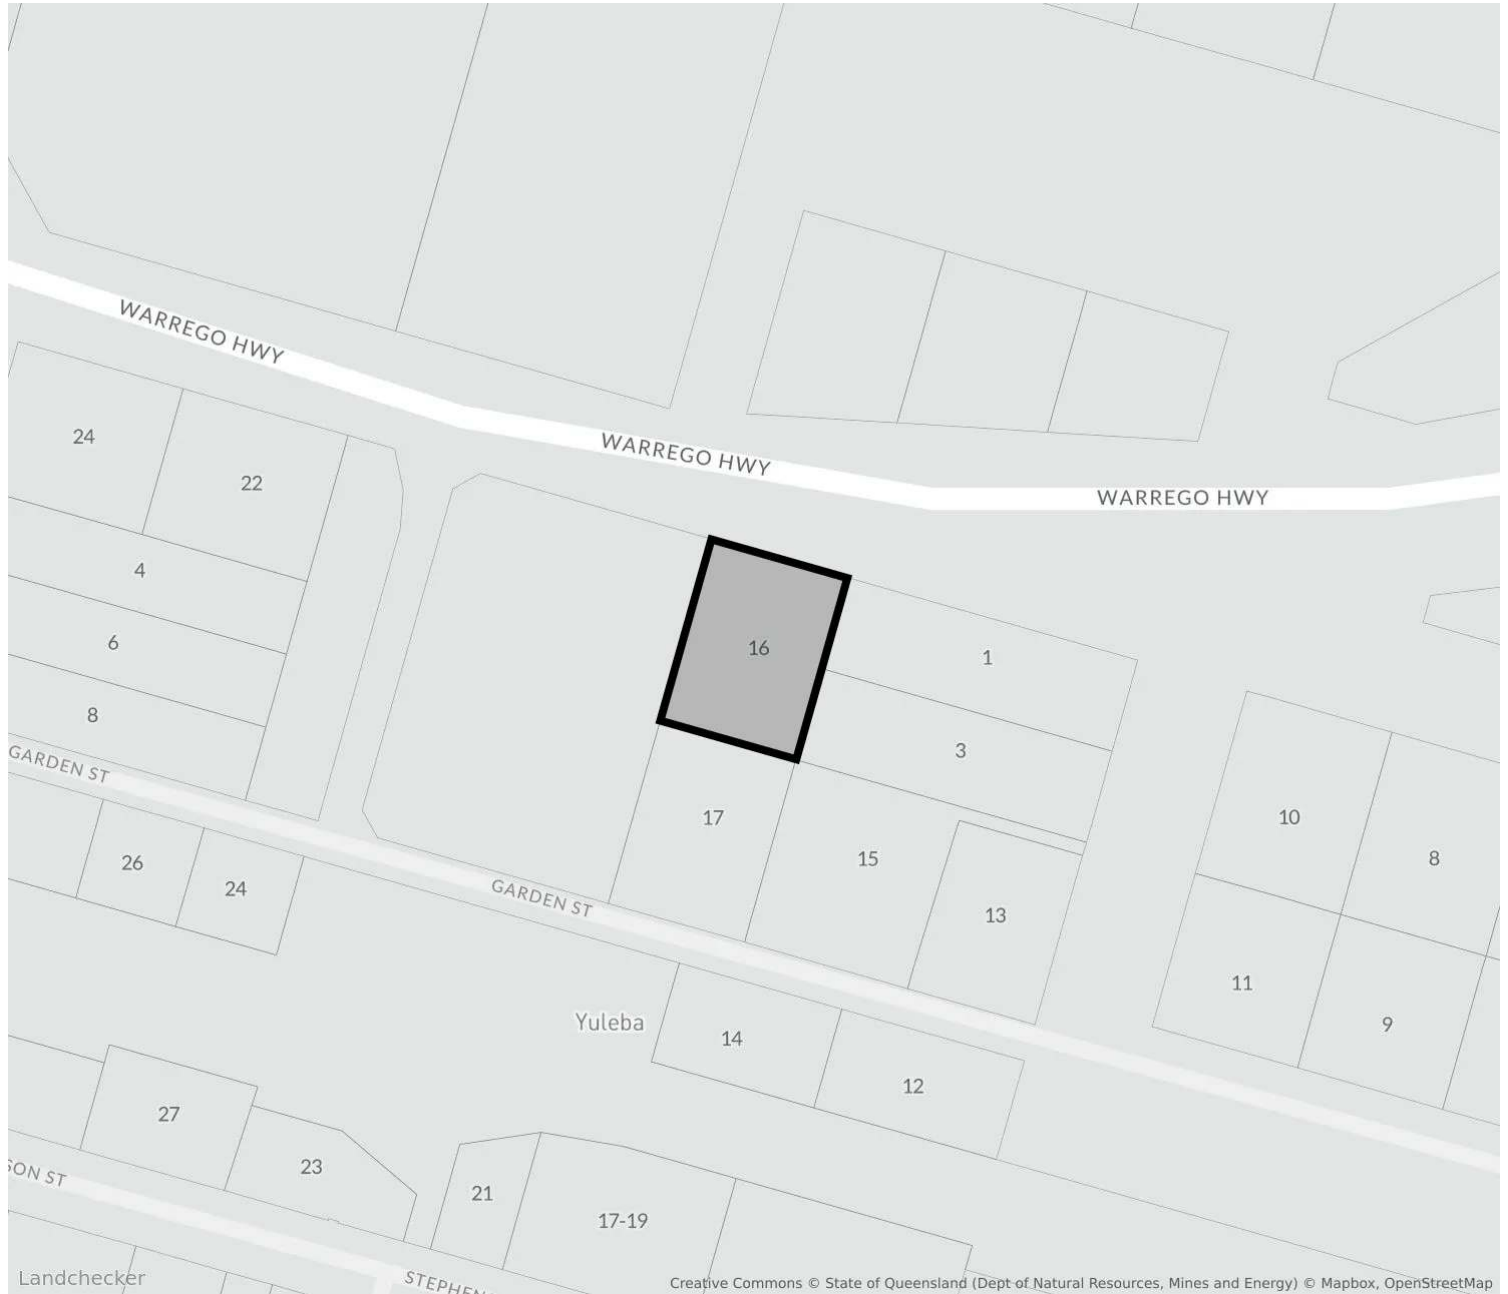 WARREGO HWY
WARREGO HWY
WARREGO HWY
24
22
4
6
8
16
1
3
GARDEN ST
17
15
13
10
8
26
24
GARDEN ST
11
9
Yuleba
14
12
27
23
21
17-19
SON ST
STEPHEN
Landchecker
Creative Commons © State of Queensland (Dept of Natural Resources, Mines and Energy) © Mapbox, OpenStreetMap